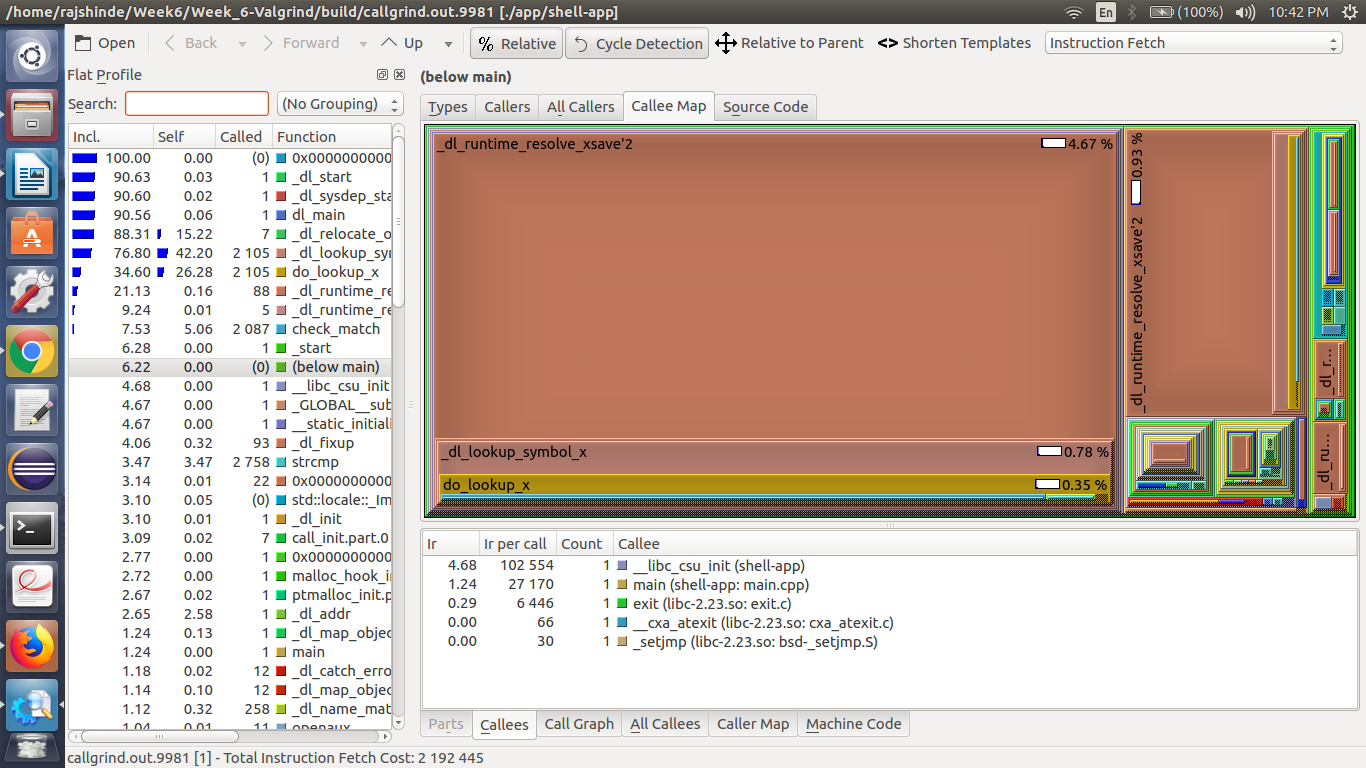 /home/rajshinde/Week6/Week_6-Valgrind/build/callgrind.out.9981 [./app/shell-app]
En (100%) 10:42 PM
Open Back Forward Up % Relative Cycle Detection Relative to Parent <> Shorten Templates Instruction Fetch
Flat Profile
Search: (No Grouping)
Incl. Self Called Function
100.00 0.00 (0) 0x0000000000
90.63 0.03 1 _dl_start
90.60 0.02 1 _dl_sysdep_sta
90.56 0.06 1 dl_main
88.31 15.22 7 _dl_relocate_o
76.80 42.20 2 105 _dl_lookup_syr
34.60 26.28 2 105 do_lookup_x
21.13 0.16 88 _dl_runtime_re
9.24 0.01 5 _dl_runtime_re
7.53 5.06 2 087 check_match
6.28 0.00 1 _start
6.22 0.00 (0) (below main)
4.68 0.00 1 __libc_csu_init
4.67 0.00 1 _GLOBAL__sub
4.67 0.00 1 __static_initiali
4.06 0.32 93 _dl_fixup
3.47 3.47 2 758 strcmp
3.14 0.01 22 0x0000000000
3.10 0.05 (0) std::locale::_Im
3.10 0.01 1 _dl_init
3.09 0.02 7 call_init.part.0
2.77 0.00 1 0x0000000000
2.72 0.00 1 malloc_hook_in
2.67 0.02 1 ptmalloc_init.p
2.65 2.58 1 _dl_addr
1.24 0.13 1 _dl_map_objec
1.24 0.00 1 main
1.18 0.02 12 _dl_catch_erro
1.14 0.10 12 _dl_map_objec
1.12 0.32 258 _dl_name_mat
1.04 0.01 11 openaux
(below main)
Types Callers All Callers Callee Map Source Code
_dl_runtime_resolve_xsave'2 4.67 %
_dl_lookup_symbol_x 0.78 %
do_lookup_x 0.35 %
_dl_runtime_resolve_xsave'2 0.93 %
_dl_r...
_dl_ru...
Ir Ir per call Count Callee
4.68 102 554 1 __libc_csu_init (shell-app)
1.24 27 170 1 main (shell-app: main.cpp)
0.29 6 446 1 exit (libc-2.23.so: exit.c)
0.00 66 1 __cxa_atexit (libc-2.23.so: cxa_atexit.c)
0.00 30 1 _setjmp (libc-2.23.so: bsd-_setjmp.S)
Parts Callees Call Graph All Callees Caller Map Machine Code
callgrind.out.9981 [1] - Total Instruction Fetch Cost: 2 192 445